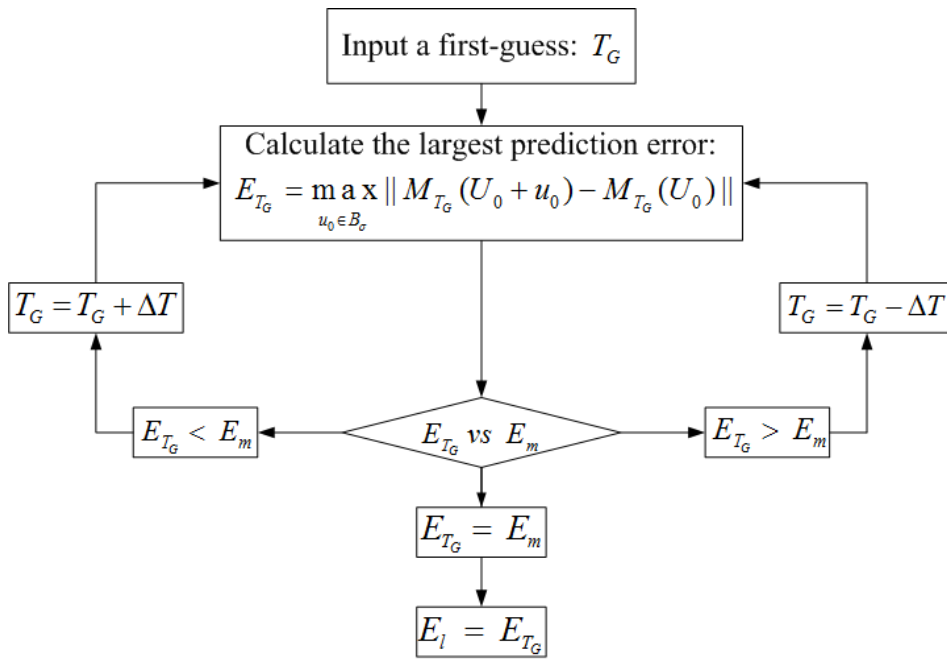 Input a first-guess: T_G
Calculate the largest prediction error:
E_{T_G} = max_{u_0 ∈ B_σ} || M_{T_G}(U_0 + u_0) − M_{T_G}(U_0) ||
T_G = T_G + ΔT
T_G = T_G − ΔT
E_{T_G} < E_m
E_{T_G} vs E_m
E_{T_G} > E_m
E_{T_G} = E_m
E_l = E_{T_G}